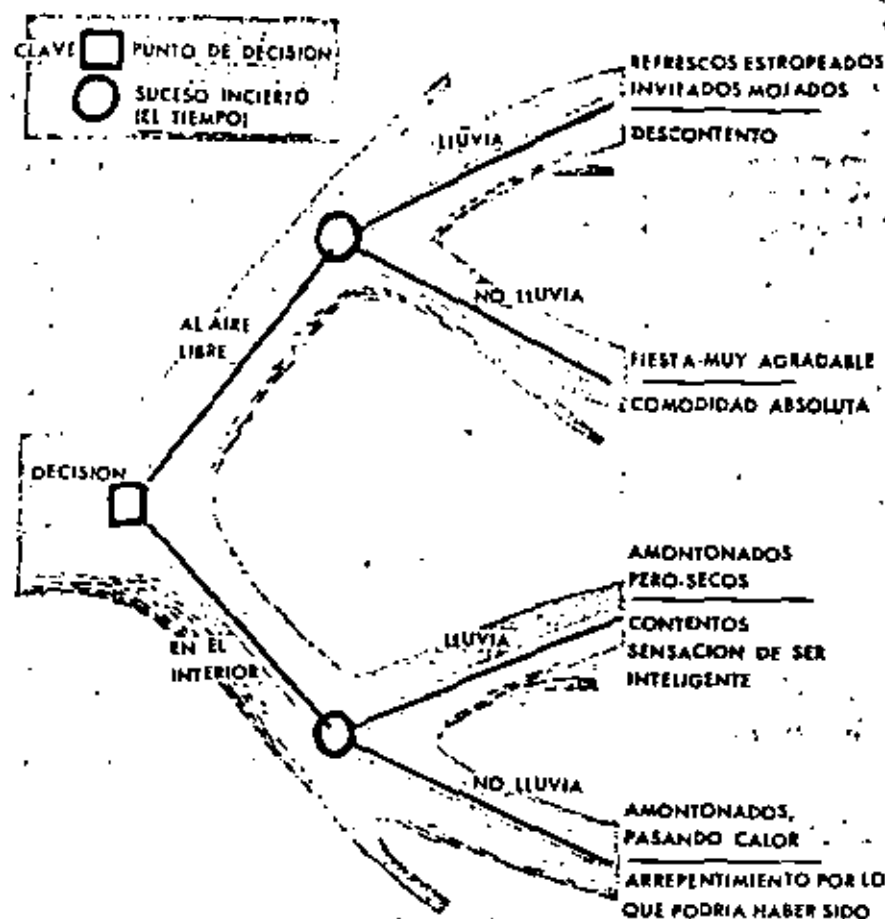 CLAVE PUNTO DE DECISION
SUCESO INCIERTO
(EL TIEMPO)
REFRESCOS ESTROPEADOS
INVITADOS MOJADOS
LLUVIA
DESCONTENTO
NO LLUVIA
AL AIRE
LIBRE
FIESTA-MUY AGRADABLE
COMODIDAD ABSOLUTA
DECISION
AMONTONADOS
PERO-SECOS
LLUVIA
CONTENTOS
SENSACION DE SER
INTELIGENTE
EN EL
INTERIOR
NO LLUVIA
AMONTONADOS,
PASANDO CALOR
ARREPENTIMIENTO POR LO
QUE PODRIA HABER SIDO